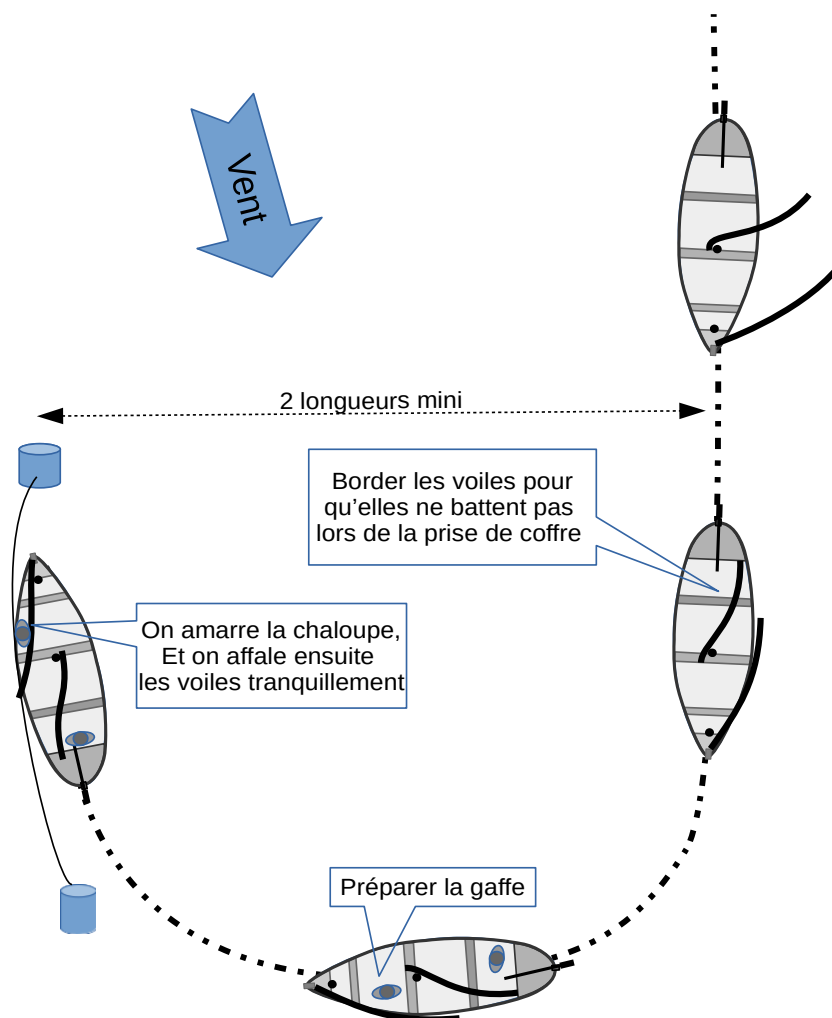 Vent
2 longueurs mini
Border les voiles pour
qu’elles ne battent pas
lors de la prise de coffre
On amarre la chaloupe,
Et on affale ensuite
les voiles tranquillement
Préparer la gaffe